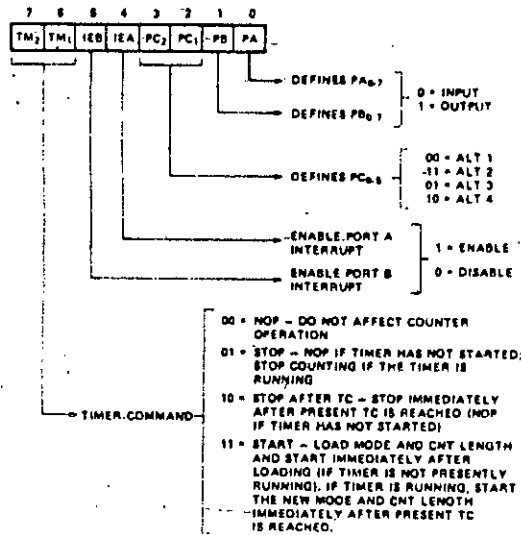 7 6 5 4 3 2 1 0
TM2 TM1 IEB IEA PC2 PC1 PB PA
DEFINES PA0-7
0 = INPUT
1 = OUTPUT
DEFINES PB0-7
DEFINES PC0-5
00 = ALT 1
11 = ALT 2
01 = ALT 3
10 = ALT 4
ENABLE PORT A
INTERRUPT
1 = ENABLE
0 = DISABLE
ENABLE PORT B
INTERRUPT
TIMER COMMAND
00 = NOP – DO NOT AFFECT COUNTER
OPERATION
01 = STOP – NOP IF TIMER HAS NOT STARTED;
STOP COUNTING IF THE TIMER IS
RUNNING
10 = STOP AFTER TC – STOP IMMEDIATELY
AFTER PRESENT TC IS REACHED (NOP
IF TIMER HAS NOT STARTED)
11 = START – LOAD MODE AND CNT LENGTH
AND START IMMEDIATELY AFTER
LOADING (IF TIMER IS NOT PRESENTLY
RUNNING). IF TIMER IS RUNNING, START
THE NEW MODE AND CNT LENGTH
IMMEDIATELY AFTER PRESENT TC
IS REACHED.